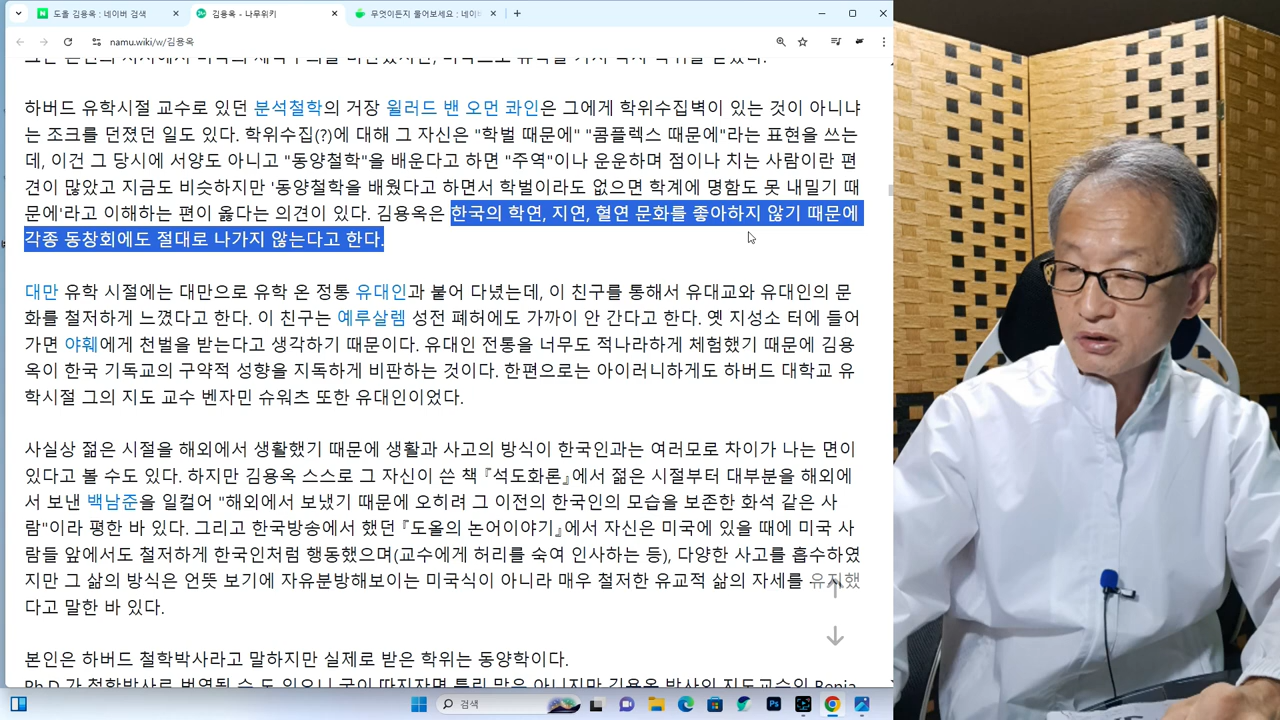 도올 김용옥 : 네이버 검색
김용옥 - 나무위키
무엇이든지 물어보세요 : 네이버
namu.wiki/w/김용옥
하버드 유학시절 교수로 있던 분석철학의 거장 윌러드 밴 오먼 콰인은 그에게 학위수집벽이 있는 것이 아니냐
는 조크를 던졌던 일도 있다. 학위수집(?)에 대해 그 자신은 "학벌 때문에" "콤플렉스 때문에"라는 표현을 쓰는
데, 이건 그 당시에 서양도 아니고 "동양철학"을 배운다고 하면 "주역"이나 운운하며 점이나 치는 사람이란 편
견이 많았고 지금도 비슷하지만 '동양철학을 배웠다고 하면서 학벌이라도 없으면 학계에 명함도 못 내밀기 때
문에'라고 이해하는 편이 옳다는 의견이 있다. 김용옥은 한국의 학연, 지연, 혈연 문화를 좋아하지 않기 때문에
각종 동창회에도 절대로 나가지 않는다고 한다.
대만 유학 시절에는 대만으로 유학 온 정통 유대인과 붙어 다녔는데, 이 친구를 통해서 유대교와 유대인의 문
화를 철저하게 느꼈다고 한다. 이 친구는 예루살렘 성전 폐허에도 가까이 안 간다고 한다. 옛 지성소 터에 들어
가면 야훼에게 천벌을 받는다고 생각하기 때문이다. 유대인 전통을 너무도 적나라하게 체험했기 때문에 김용
옥이 한국 기독교의 구약적 성향을 지독하게 비판하는 것이다. 한편으로는 아이러니하게도 하버드 대학교 유
학시절 그의 지도 교수 벤자민 슈워츠 또한 유대인이었다.
사실상 젊은 시절을 해외에서 생활했기 때문에 생활과 사고의 방식이 한국인과는 여러모로 차이가 나는 면이
있다고 볼 수도 있다. 하지만 김용옥 스스로 그 자신이 쓴 책 『석도화론』에서 젊은 시절부터 대부분을 해외에
서 보낸 백남준을 일컬어 "해외에서 보냈기 때문에 오히려 그 이전의 한국인의 모습을 보존한 화석 같은 사
람"이라 평한 바 있다. 그리고 한국방송에서 했던 『도올의 논어이야기』에서 자신은 미국에 있을 때에 미국 사
람들 앞에서도 철저하게 한국인처럼 행동했으며(교수에게 허리를 숙여 인사하는 등), 다양한 사고를 흡수하였
지만 그 삶의 방식은 언뜻 보기에 자유분방해보이는 미국식이 아니라 매우 철저한 유교적 삶의 자세를 유지했
다고 말한 바 있다.
본인은 하버드 철학박사라고 말하지만 실제로 받은 학위는 동양학이다.
검색